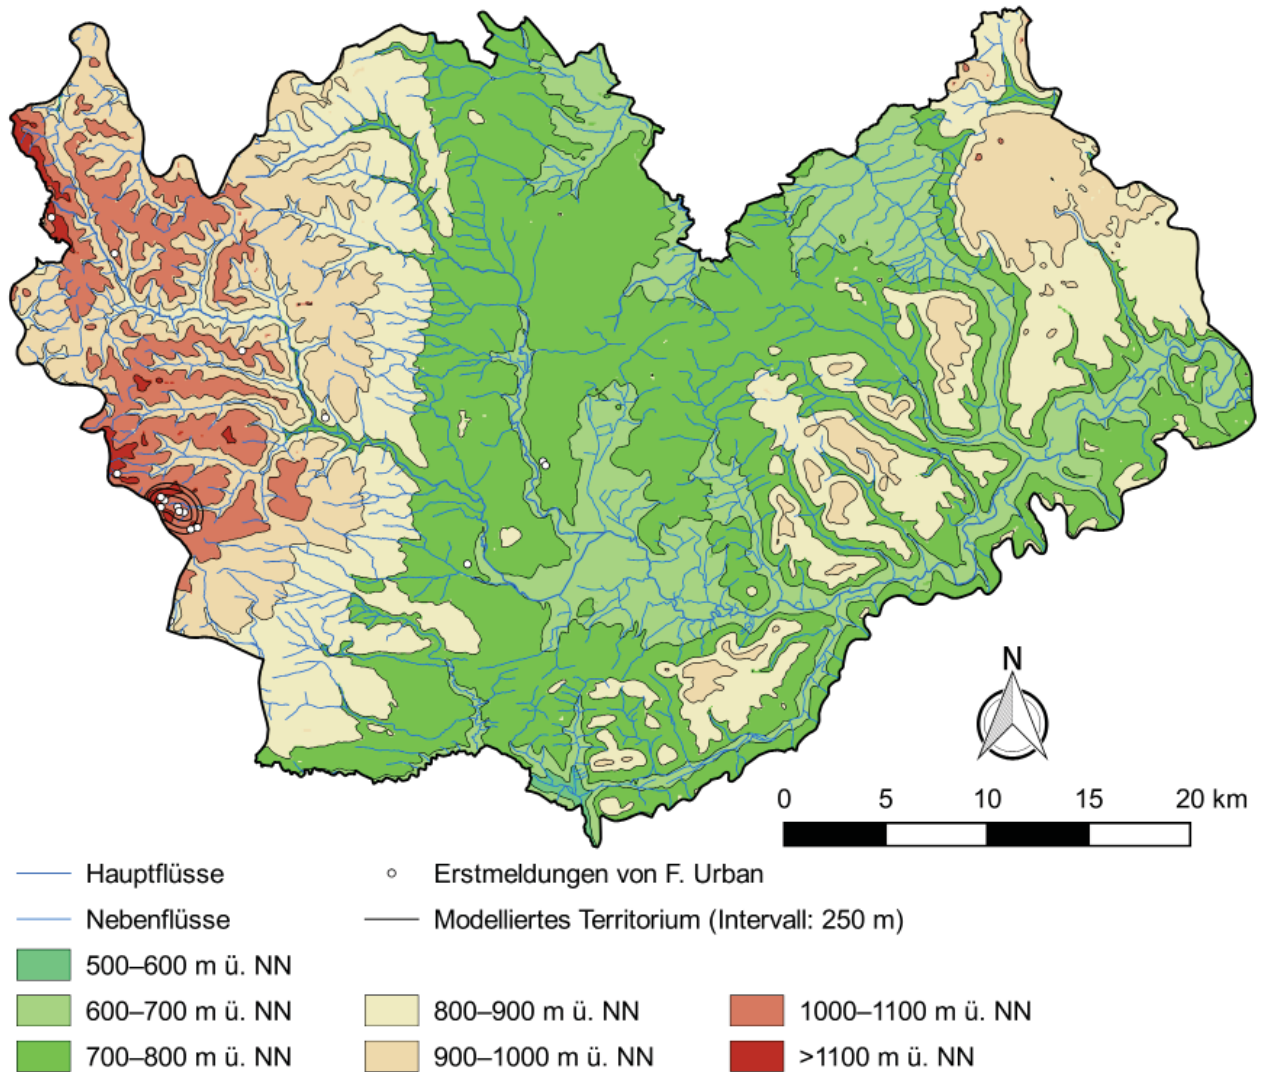 N
0 5 10 15 20 km
Hauptflüsse
Erstmeldungen von F. Urban
Nebenflüsse
Modelliertes Territorium (Intervall: 250 m)
500–600 m ü. NN
600–700 m ü. NN
800–900 m ü. NN
1000–1100 m ü. NN
700–800 m ü. NN
900–1000 m ü. NN
>1100 m ü. NN